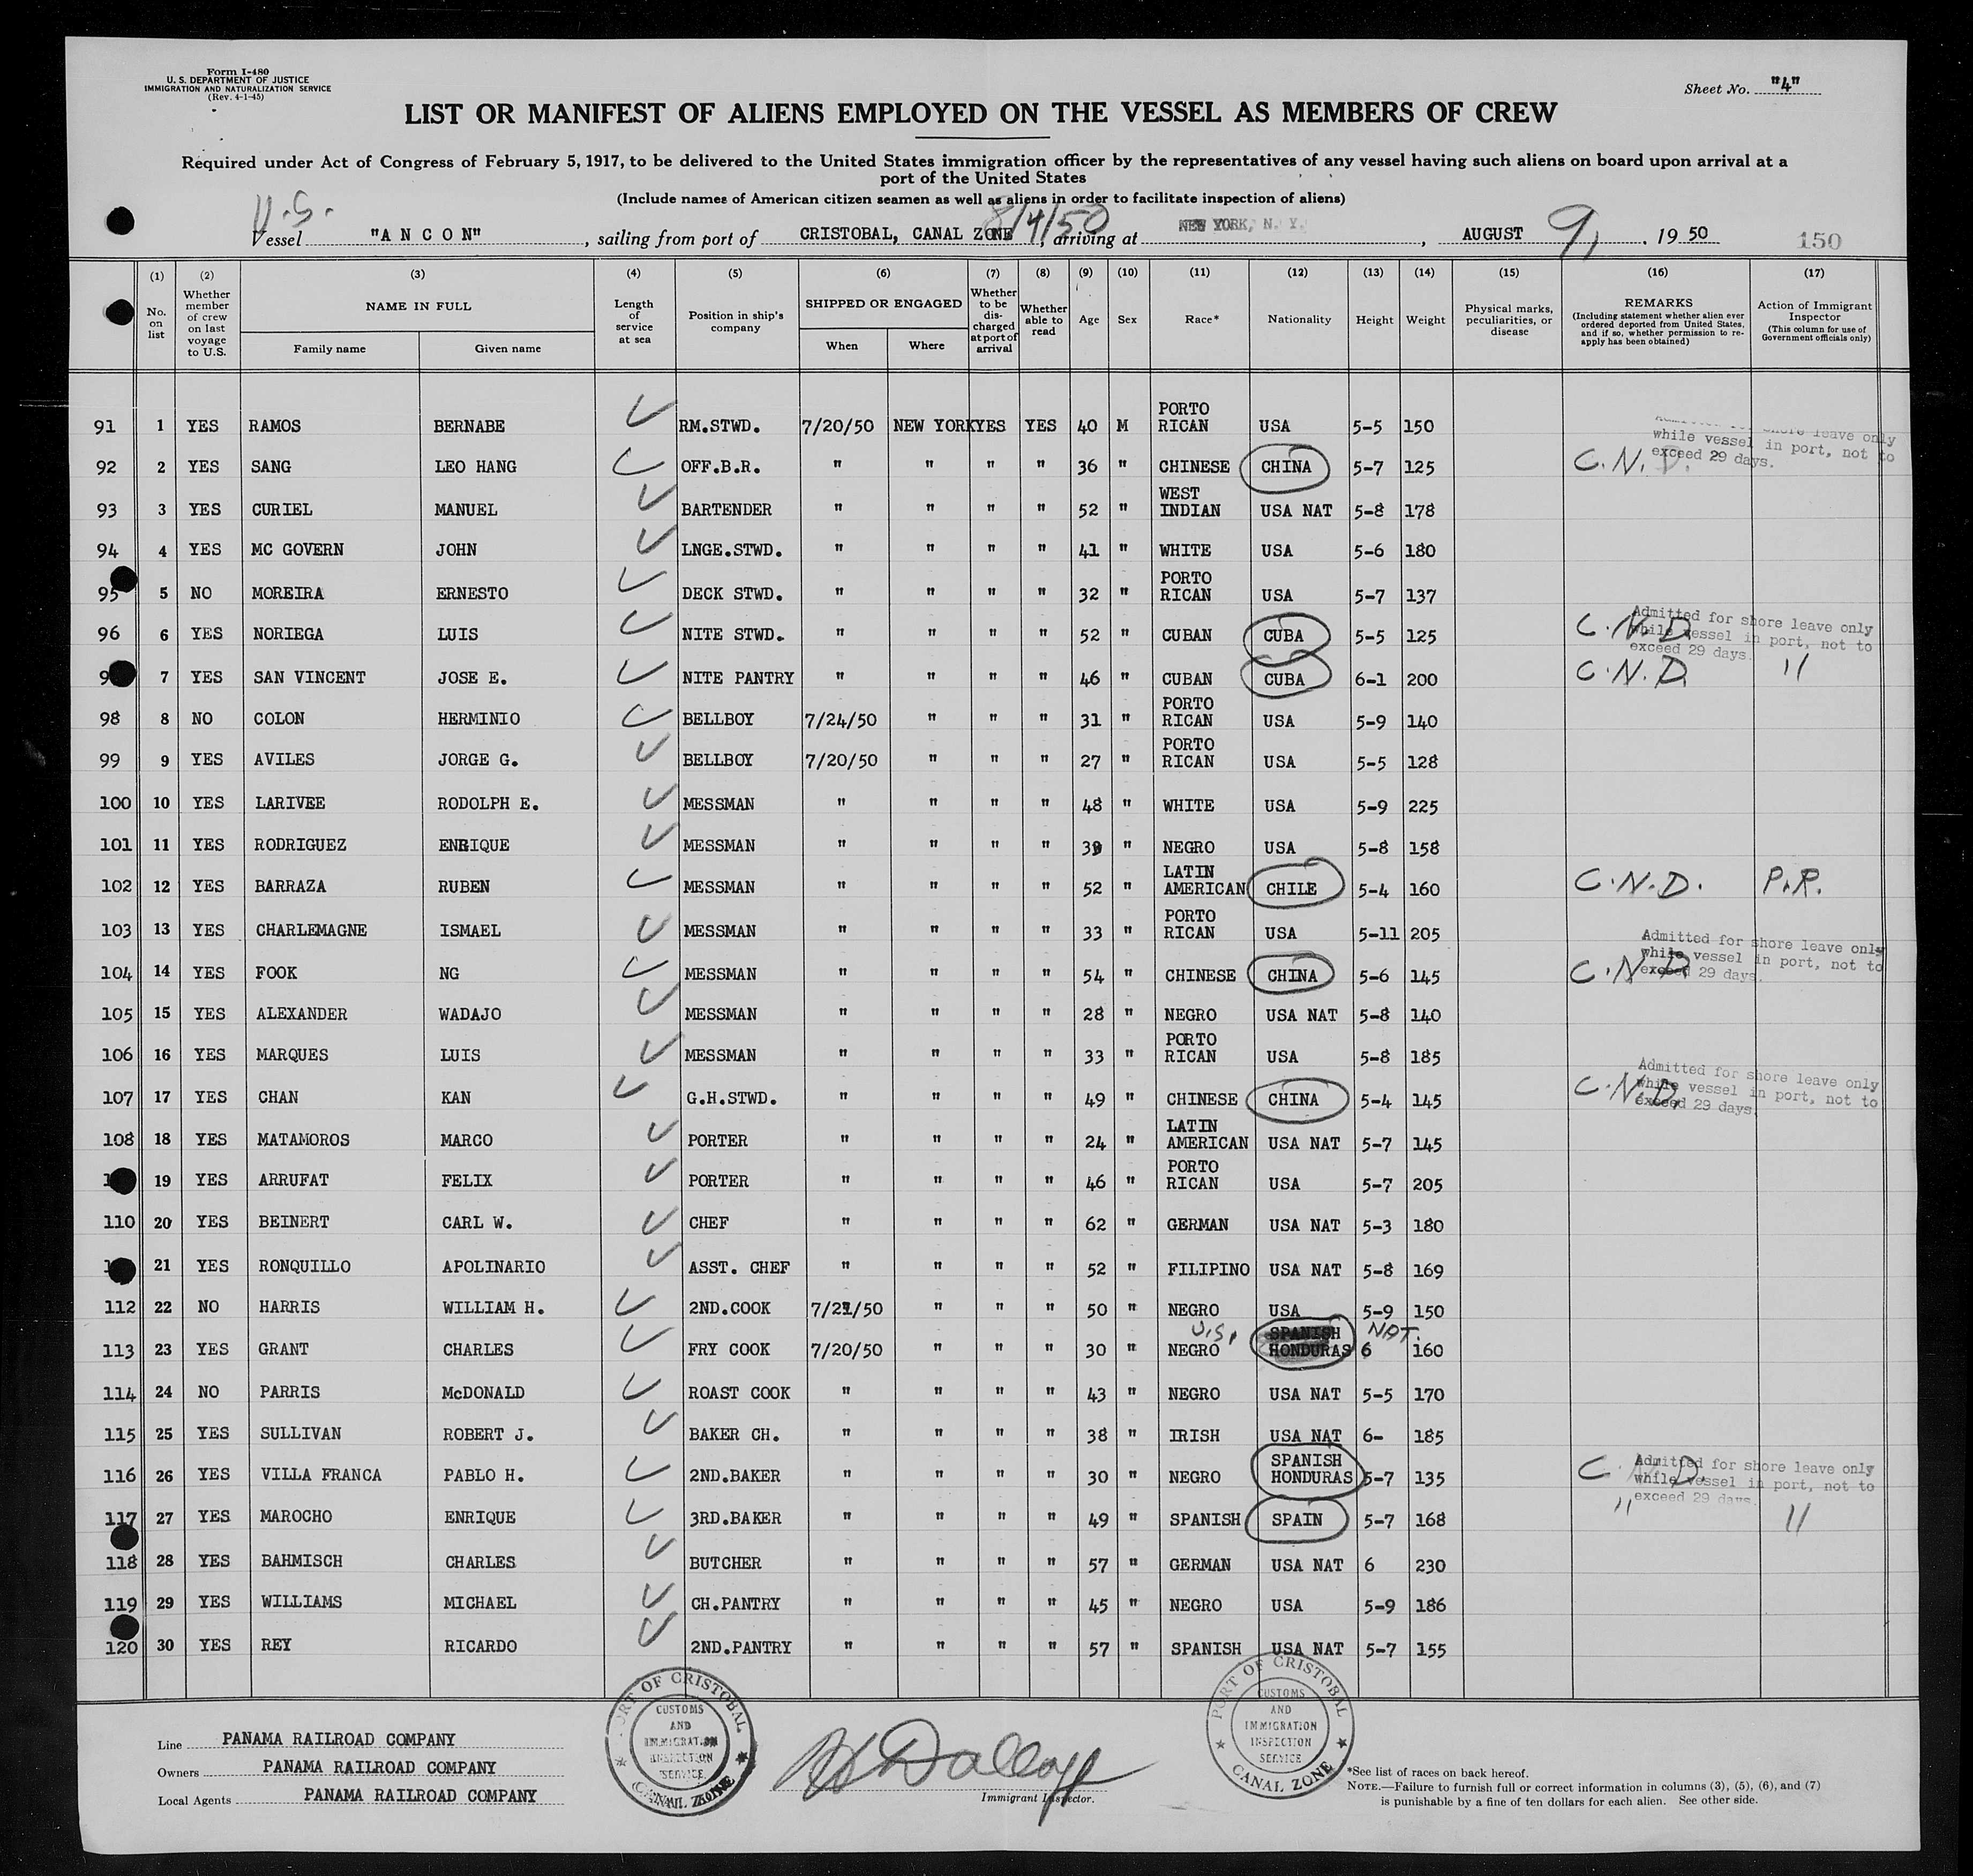 Form I-480
U. S. DEPARTMENT OF JUSTICE
IMMIGRATION AND NATURALIZATION SERVICE
(Rev. 4-1-45)
Sheet No. "4"
LIST OR MANIFEST OF ALIENS EMPLOYED ON THE VESSEL AS MEMBERS OF CREW
Required under Act of Congress of February 5, 1917, to be delivered to the United States immigration officer by the representatives of any vessel having such aliens on board upon arrival at a
port of the United States
(Include names of American citizen seamen as well as aliens in order to facilitate inspection of aliens)
U.S. 8/4/50
Vessel "A N C O N", sailing from port of CRISTOBAL, CANAL ZONE, arriving at NEW YORK, N. Y., AUGUST 9, 1950 150
(1) (2) (3) (4) (5) (6) (7) (8) (9) (10) (11) (12) (13) (14) (15) (16) (17)
No. on list
Whether member of crew on last voyage to U.S.
NAME IN FULL
Family name
Given name
Length of service at sea
Position in ship's company
SHIPPED OR ENGAGED
When
Where
Whether to be dis-charged at port of arrival
Whether able to read
Age
Sex
Race*
Nationality
Height
Weight
Physical marks, peculiarities, or disease
REMARKS
(Including statement whether alien ever ordered deported from United States, and if so, whether permission to re-apply has been obtained)
Action of Immigrant Inspector
(This column for use of Government officials only)
91 1 YES RAMOS BERNABE RM.STWD. 7/20/50 NEW YORK YES YES 40 M PORTO RICAN USA 5-5 150
92 2 YES SANG LEO HANG OFF.B.R. " " " " 36 " CHINESE CHINA 5-7 125 C.N.D. shore leave only while vessel in port, not to exceed 29 days.
93 3 YES CURIEL MANUEL BARTENDER " " " " 52 " WEST INDIAN USA NAT 5-8 178
94 4 YES MC GOVERN JOHN LNGE.STWD. " " " " 41 " WHITE USA 5-6 180
95 5 NO MOREIRA ERNESTO DECK STWD. " " " " 32 " PORTO RICAN USA 5-7 137
96 6 YES NORIEGA LUIS NITE STWD. " " " " 52 " CUBAN CUBA 5-5 125 C.N.D. Admitted for shore leave only while vessel in port, not to exceed 29 days.
7 YES SAN VINCENT JOSE E. NITE PANTRY " " " " 46 " CUBAN CUBA 6-1 200 C.N.D. "
98 8 NO COLON HERMINIO BELLBOY 7/24/50 " " " 31 " PORTO RICAN USA 5-9 140
99 9 YES AVILES JORGE G. BELLBOY 7/20/50 " " " 27 " PORTO RICAN USA 5-5 128
100 10 YES LARIVEE RODOLPH E. MESSMAN " " " " 48 " WHITE USA 5-9 225
101 11 YES RODRIGUEZ ENRIQUE MESSMAN " " " " " NEGRO USA 5-8 158
102 12 YES BARRAZA RUBEN MESSMAN " " " " 52 " LATIN AMERICAN CHILE 5-4 160 C.N.D. P.R.
103 13 YES CHARLEMAGNE ISMAEL MESSMAN " " " " 33 " PORTO RICAN USA 5-11 205
104 14 YES FOOK NG MESSMAN " " " " 54 " CHINESE CHINA 5-6 145 C.N.D. Admitted for shore leave only while vessel in port, not to exceed 29 days.
105 15 YES ALEXANDER WADAJO MESSMAN " " " " 28 " NEGRO USA NAT 5-8 140
106 16 YES MARQUES LUIS MESSMAN " " " " 33 " PORTO RICAN USA 5-8 185
107 17 YES CHAN KAN G.H.STWD. " " " " 49 " CHINESE CHINA 5-4 145 C.N.D. Admitted for shore leave only while vessel in port, not to exceed 29 days.
108 18 YES MATAMOROS MARCO PORTER " " " " 24 " LATIN AMERICAN USA NAT 5-7 145
19 YES ARRUFAT FELIX PORTER " " " " 46 " PORTO RICAN USA 5-7 205
110 20 YES BEINERT CARL W. CHEF " " " " 62 " GERMAN USA NAT 5-3 180
21 YES RONQUILLO APOLINARIO ASST. CHEF " " " " 52 " FILIPINO USA NAT 5-8 169
112 22 NO HARRIS WILLIAM H. 2ND.COOK " " " 50 " NEGRO USA 5-9 150
113 23 YES GRANT CHARLES FRY COOK 7/20/50 " " " 30 " NEGRO U.S. SPANISH HONDURAS NAT. 6 160
114 24 NO PARRIS McDONALD ROAST COOK " " " " 43 " NEGRO USA NAT 5-5 170
115 25 YES SULLIVAN ROBERT J. BAKER CH. " " " " 38 " IRISH USA NAT 6- 185
116 26 YES VILLA FRANCA PABLO H. 2ND.BAKER " " " " 30 " NEGRO SPANISH HONDURAS 5-7 135 C.N.D. Admitted for shore leave only while vessel in port, not to exceed 29 days.
117 27 YES MAROCHO ENRIQUE 3RD.BAKER " " " " 49 " SPANISH SPAIN 5-7 168 " "
118 28 YES BAHMISCH CHARLES BUTCHER " " " " 57 " GERMAN USA NAT 6 230
119 29 YES WILLIAMS MICHAEL CH.PANTRY " " " " 45 " NEGRO USA 5-9 186
120 30 YES REY RICARDO 2ND.PANTRY " " " " 57 " SPANISH USA NAT 5-7 155
Line PANAMA RAILROAD COMPANY
Owners PANAMA RAILROAD COMPANY
Local Agents PANAMA RAILROAD COMPANY
PORT OF CRISTOBAL
CUSTOMS
AND
IMMIGRATION
INSPECTION
SERVICE
CANAL ZONE
Immigrant Inspector.
PORT OF CRISTOBAL
CUSTOMS
AND
IMMIGRATION
INSPECTION
SERVICE
CANAL ZONE
*See list of races on back hereof.
NOTE.—Failure to furnish full or correct information in columns (3), (5), (6), and (7)
is punishable by a fine of ten dollars for each alien. See other side.